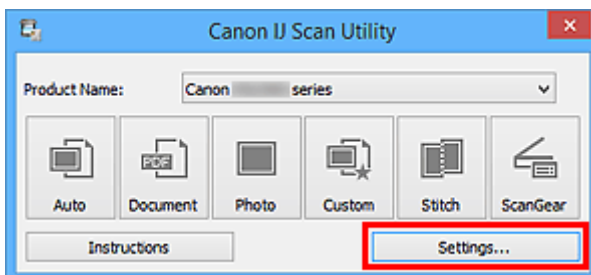 Canon IJ Scan Utility
Product Name: Canon series
PDF
Auto Document Photo Custom Stitch ScanGear
Instructions Settings...